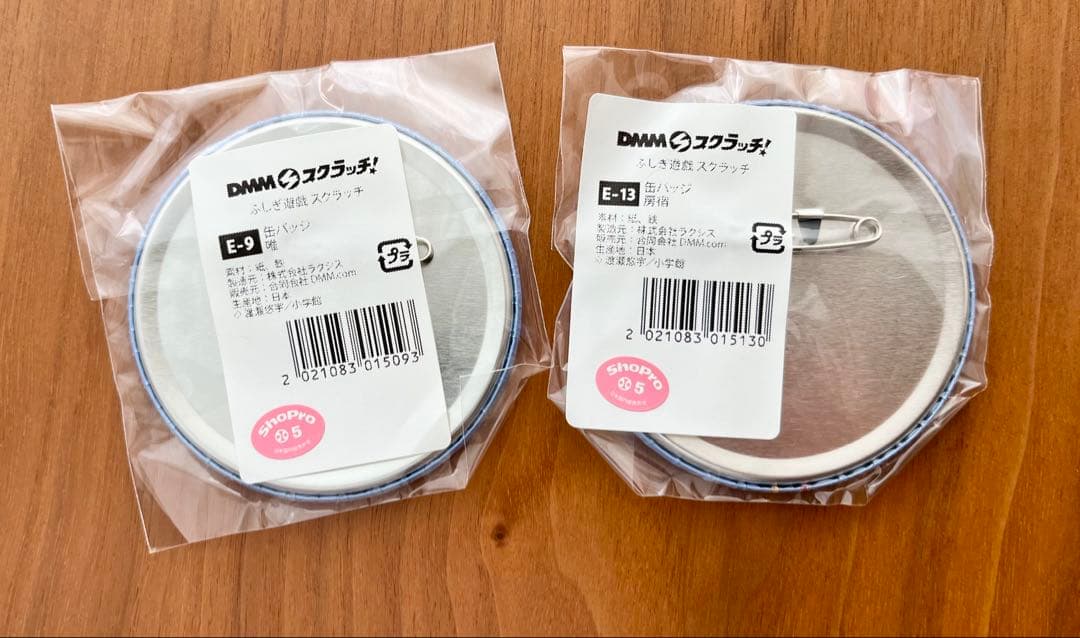 DMM スクラッチ!
ふしぎ遊戯 スクラッチ
E-9 缶バッジ
唯
素材：紙、鉄
製造元：株式会社ラクシス
販売元：合同会社DMM.com
生産地：日本
©渡瀬悠宇/小学館
プラ
2 021083 015093
ShoPro
5
DMM スクラッチ!
ふしぎ遊戯 スクラッチ
E-13 缶バッジ
房宿
素材：紙、鉄
製造元：株式会社ラクシス
販売元：合同会社DMM.com
生産地：日本
©渡瀬悠宇/小学館
プラ
2 021083 015130
ShoPro
5